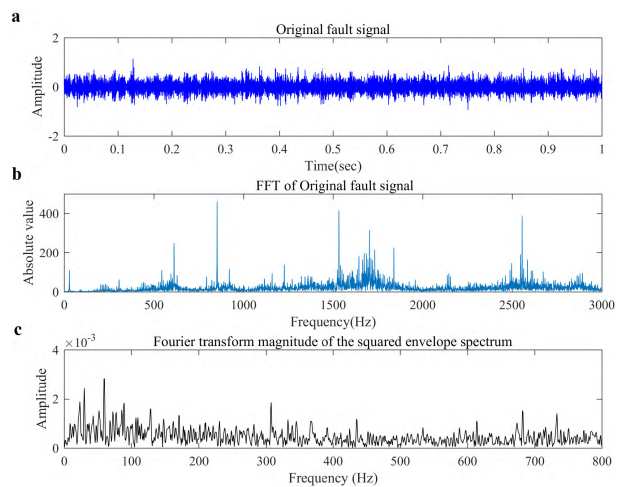 a
Original fault signal
2
0
-2
Amplitude
0 0.1 0.2 0.3 0.4 0.5 0.6 0.7 0.8 0.9 1
Time(sec)
b
FFT of Original fault signal
400
200
0
Absolute value
0 500 1000 1500 2000 2500 3000
Frequency(Hz)
c
×10⁻³ Fourier transform magnitude of the squared envelope spectrum
4
2
0
Amplitude
0 100 200 300 400 500 600 700 800
Frequency (Hz)